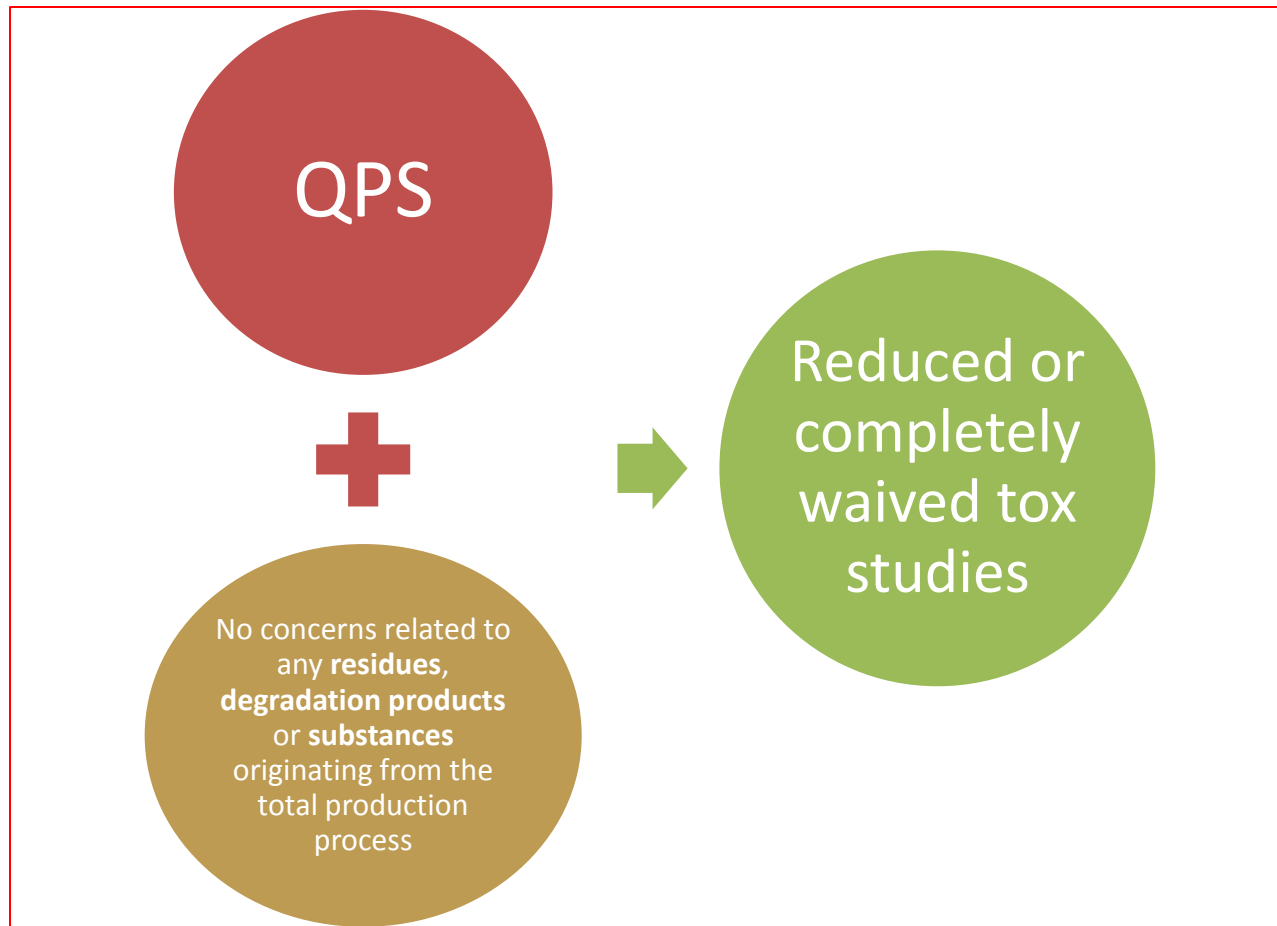 QPS
No concerns related to
any residues,
degradation products
or substances
originating from the
total production
process
Reduced or
completely
waived tox
studies